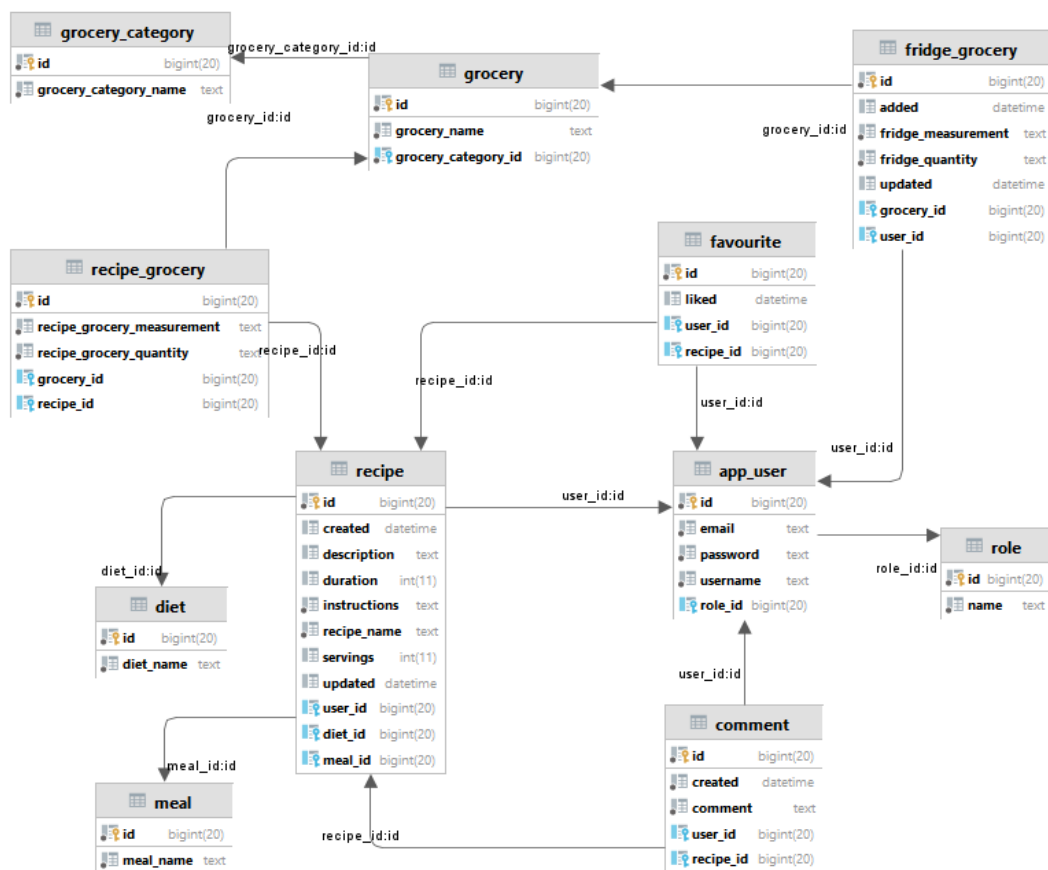 grocery_category
id bigint(20)
grocery_category_name text
grocery_category_id:id
grocery
id bigint(20)
grocery_name text
grocery_category_id bigint(20)
fridge_grocery
id bigint(20)
added datetime
fridge_measurement text
fridge_quantity text
updated datetime
grocery_id bigint(20)
user_id bigint(20)
grocery_id:id
grocery_id:id
recipe_grocery
id bigint(20)
recipe_grocery_measurement text
recipe_grocery_quantity text
grocery_id bigint(20)
recipe_id bigint(20)
recipe_id:id
favourite
id bigint(20)
liked datetime
user_id bigint(20)
recipe_id bigint(20)
recipe_id:id
user_id:id
user_id:id
recipe
id bigint(20)
created datetime
description text
duration int(11)
instructions text
recipe_name text
servings int(11)
updated datetime
user_id bigint(20)
diet_id bigint(20)
meal_id bigint(20)
user_id:id
app_user
id bigint(20)
email text
password text
username text
role_id bigint(20)
role_id:id
role
id bigint(20)
name text
diet_id:id
diet
id bigint(20)
diet_name text
meal_id:id
meal
id bigint(20)
meal_name text
user_id:id
comment
id bigint(20)
created datetime
comment text
user_id bigint(20)
recipe_id bigint(20)
recipe_id:id